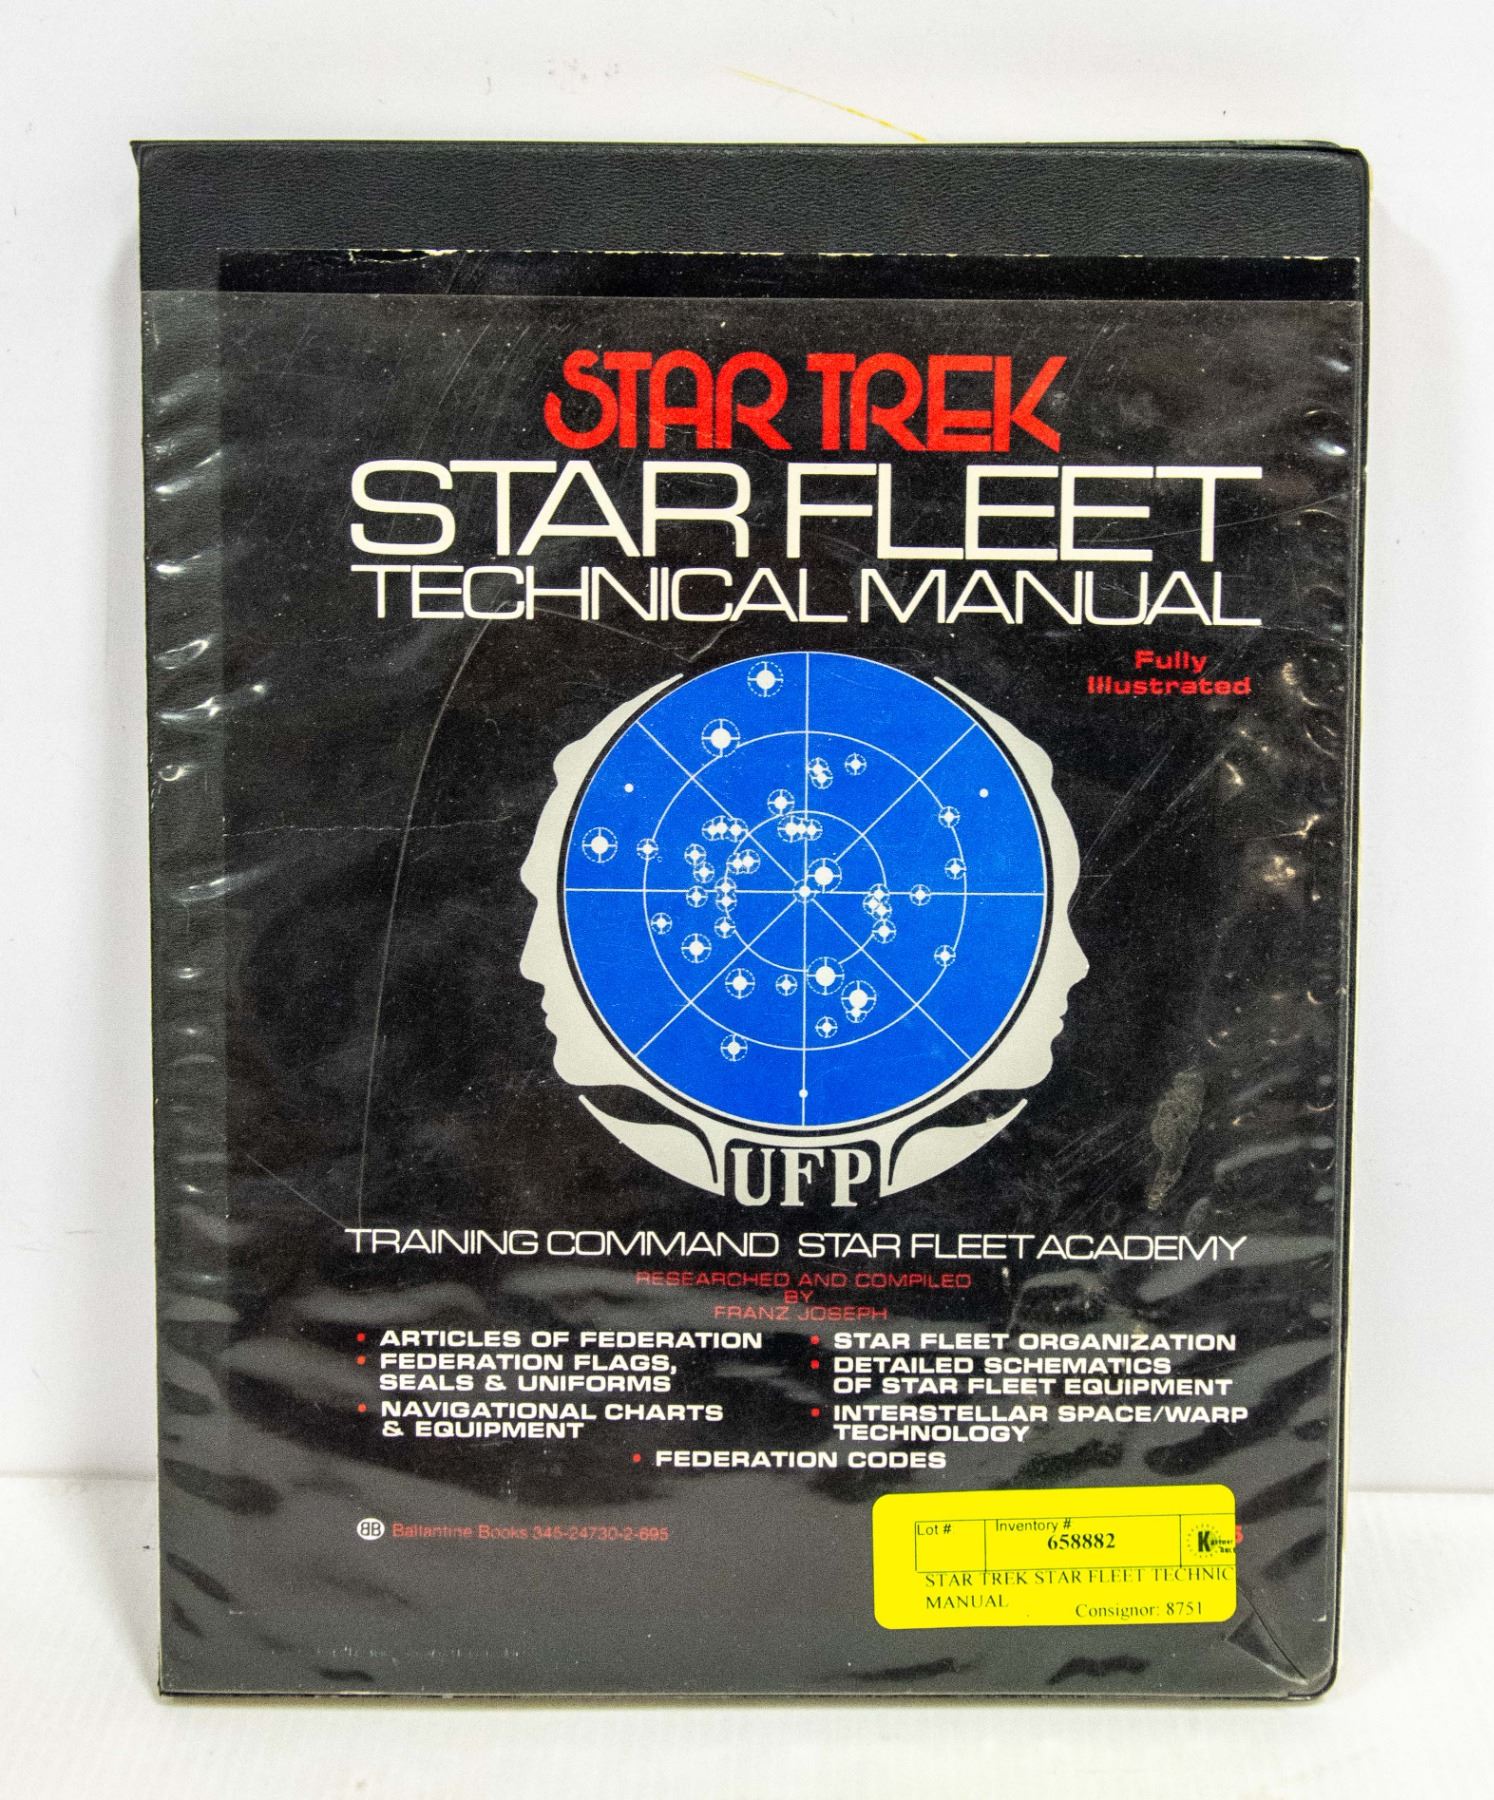 STAR TREK
STAR FLEET
TECHNICAL MANUAL
Fully
Illustrated
UFP
TRAINING COMMAND STAR FLEET ACADEMY
RESEARCHED AND COMPILED
BY
FRANZ JOSEPH
• ARTICLES OF FEDERATION
• FEDERATION FLAGS,
SEALS & UNIFORMS
• NAVIGATIONAL CHARTS
& EQUIPMENT
• STAR FLEET ORGANIZATION
• DETAILED SCHEMATICS
OF STAR FLEET EQUIPMENT
• INTERSTELLAR SPACE/WARP
TECHNOLOGY
• FEDERATION CODES
BB Ballantine Books 345-24730-2-695
5
Lot #: Inventory #
658882
STAR TREK STAR FLEET TECHNIC
MANUAL
Consignor: 8751